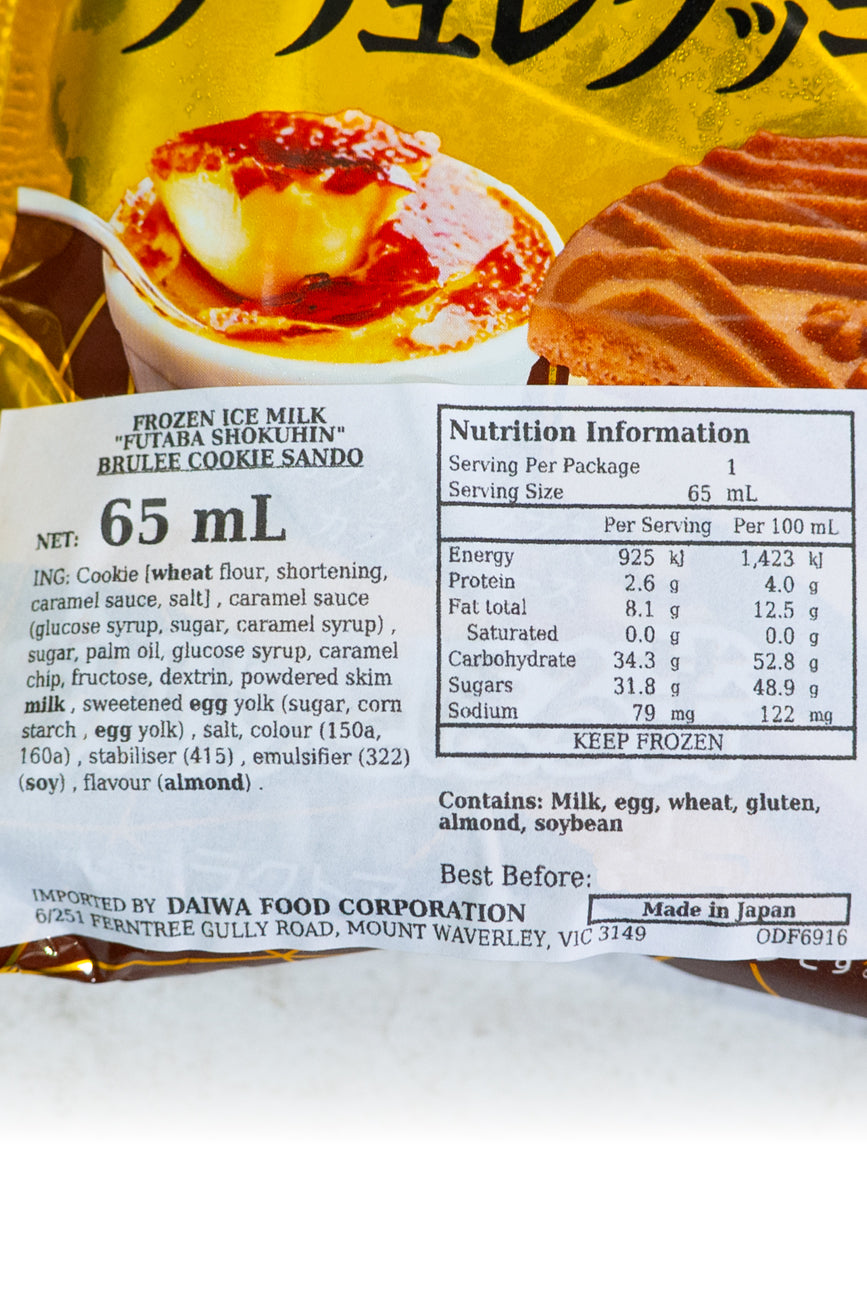 リュレクッキ
FROZEN ICE MILK
"FUTABA SHOKUHIN"
BRULEE COOKIE SANDO
NET: 65 mL
ING: Cookie [wheat flour, shortening,
caramel sauce, salt] , caramel sauce
(glucose syrup, sugar, caramel syrup) ,
sugar, palm oil, glucose syrup, caramel
chip, fructose, dextrin, powdered skim
milk , sweetened egg yolk (sugar, corn
starch , egg yolk) , salt, colour (150a,
160a) , stabiliser (415) , emulsifier (322)
(soy) , flavour (almond) .
Nutrition Information
Serving Per Package 1
Serving Size 65 mL
Per Serving Per 100 mL
Energy 925 kJ 1,423 kJ
Protein 2.6 g 4.0 g
Fat total 8.1 g 12.5 g
Saturated 0.0 g 0.0 g
Carbohydrate 34.3 g 52.8 g
Sugars 31.8 g 48.9 g
Sodium 79 mg 122 mg
KEEP FROZEN
Contains: Milk, egg, wheat, gluten,
almond, soybean
Best Before:
Made in Japan
IMPORTED BY DAIWA FOOD CORPORATION
6/251 FERNTREE GULLY ROAD, MOUNT WAVERLEY, VIC 3149
ODF6916